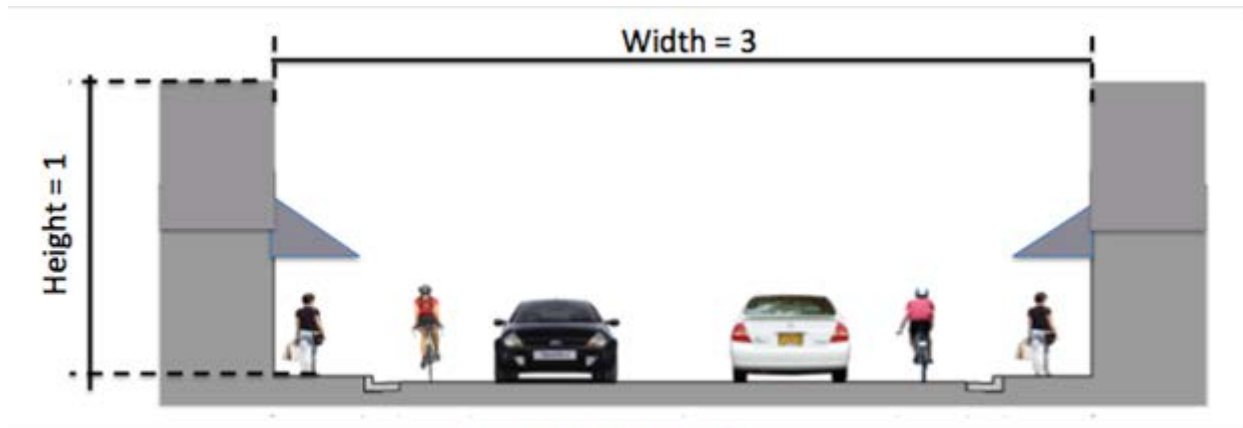 Width = 3
Height = 1